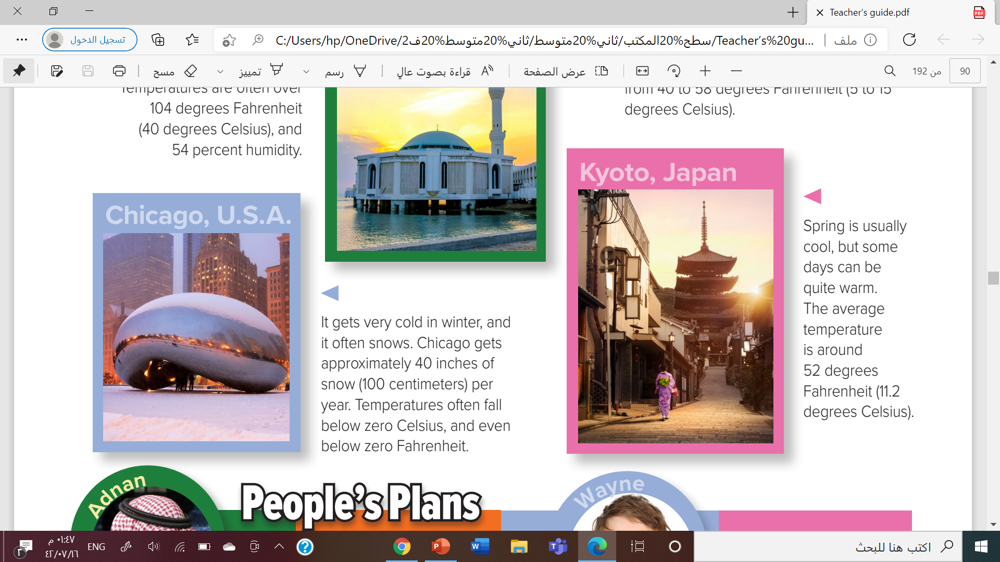 Teacher's guide.pdf
تسجيل الدخول
C:/Users/hp/OneDrive/سطح%20المكتب/ثاني%20متوسط/ثاني%20متوسط%20ف2/Teacher's%20gu...
ملف
مسح
تمييز
رسم
قراءة بصوت عالٍ
عرض الصفحة
من 192
90
Temperatures are often over
104 degrees Fahrenheit
(40 degrees Celsius), and
54 percent humidity.
from 40 to 58 degrees Fahrenheit (5 to 15
degrees Celsius).
Chicago, U.S.A.
It gets very cold in winter, and
it often snows. Chicago gets
approximately 40 inches of
snow (100 centimeters) per
year. Temperatures often fall
below zero Celsius, and even
below zero Fahrenheit.
Kyoto, Japan
Spring is usually
cool, but some
days can be
quite warm.
The average
temperature
is around
52 degrees
Fahrenheit (11.2
degrees Celsius).
Adnan
People's Plans
Wayne
٠١:٤٧ م
٤٢/٠٧/١٦
٣
ENG
اكتب هنا للبحث